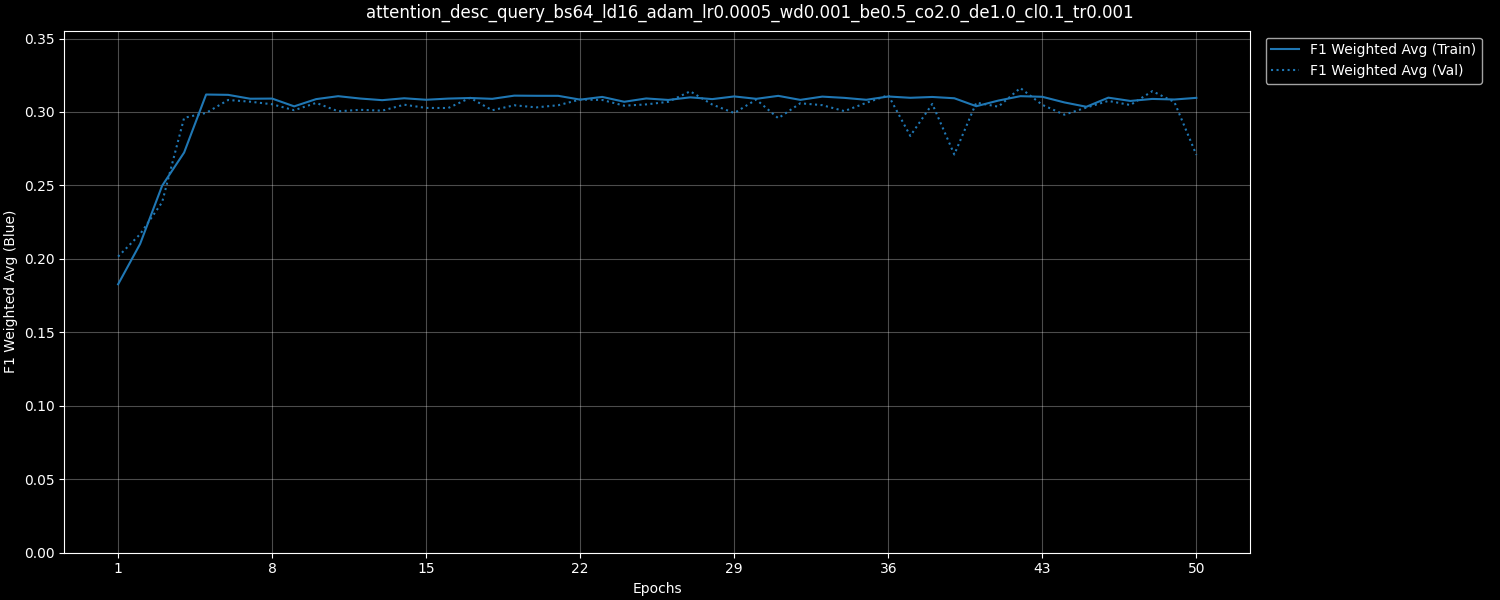 attention_desc_query_bs64_ld16_adam_lr0.0005_wd0.001_be0.5_co2.0_de1.0_cl0.1_tr0.001
F1 Weighted Avg (Train)
F1 Weighted Avg (Val)
F1 Weighted Avg (Blue)
0.35
0.30
0.25
0.20
0.15
0.10
0.05
0.00
1 8 15 22 29 36 43 50
Epochs